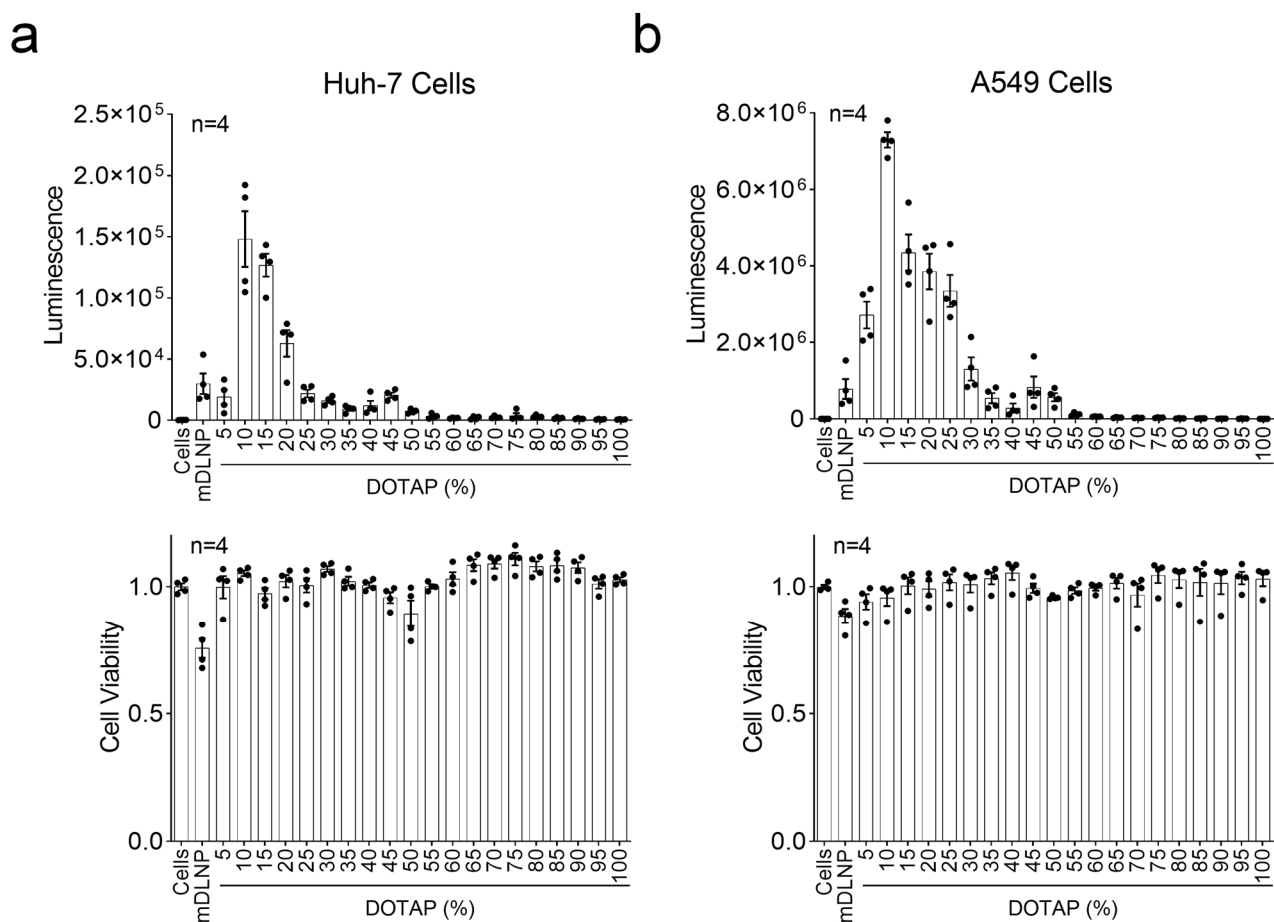 a
Huh-7 Cells
n=4
Luminescence
2.5×10⁵
2.0×10⁵
1.5×10⁵
1.0×10⁵
5.0×10⁴
0
Cells mDLNP 5 10 15 20 25 30 35 40 45 50 55 60 65 70 75 80 85 90 95 100
DOTAP (%)
n=4
Cell Viability
1.0
0.5
0.0
Cells mDLNP 5 10 15 20 25 30 35 40 45 50 55 60 65 70 75 80 85 90 95 100
DOTAP (%)
b
A549 Cells
n=4
Luminescence
8.0×10⁶
6.0×10⁶
4.0×10⁶
2.0×10⁶
0
Cells mDLNP 5 10 15 20 25 30 35 40 45 50 55 60 65 70 75 80 85 90 95 100
DOTAP (%)
n=4
Cell Viability
1.0
0.5
0.0
Cells mDLNP 5 10 15 20 25 30 35 40 45 50 55 60 65 70 75 80 85 90 95 100
DOTAP (%)